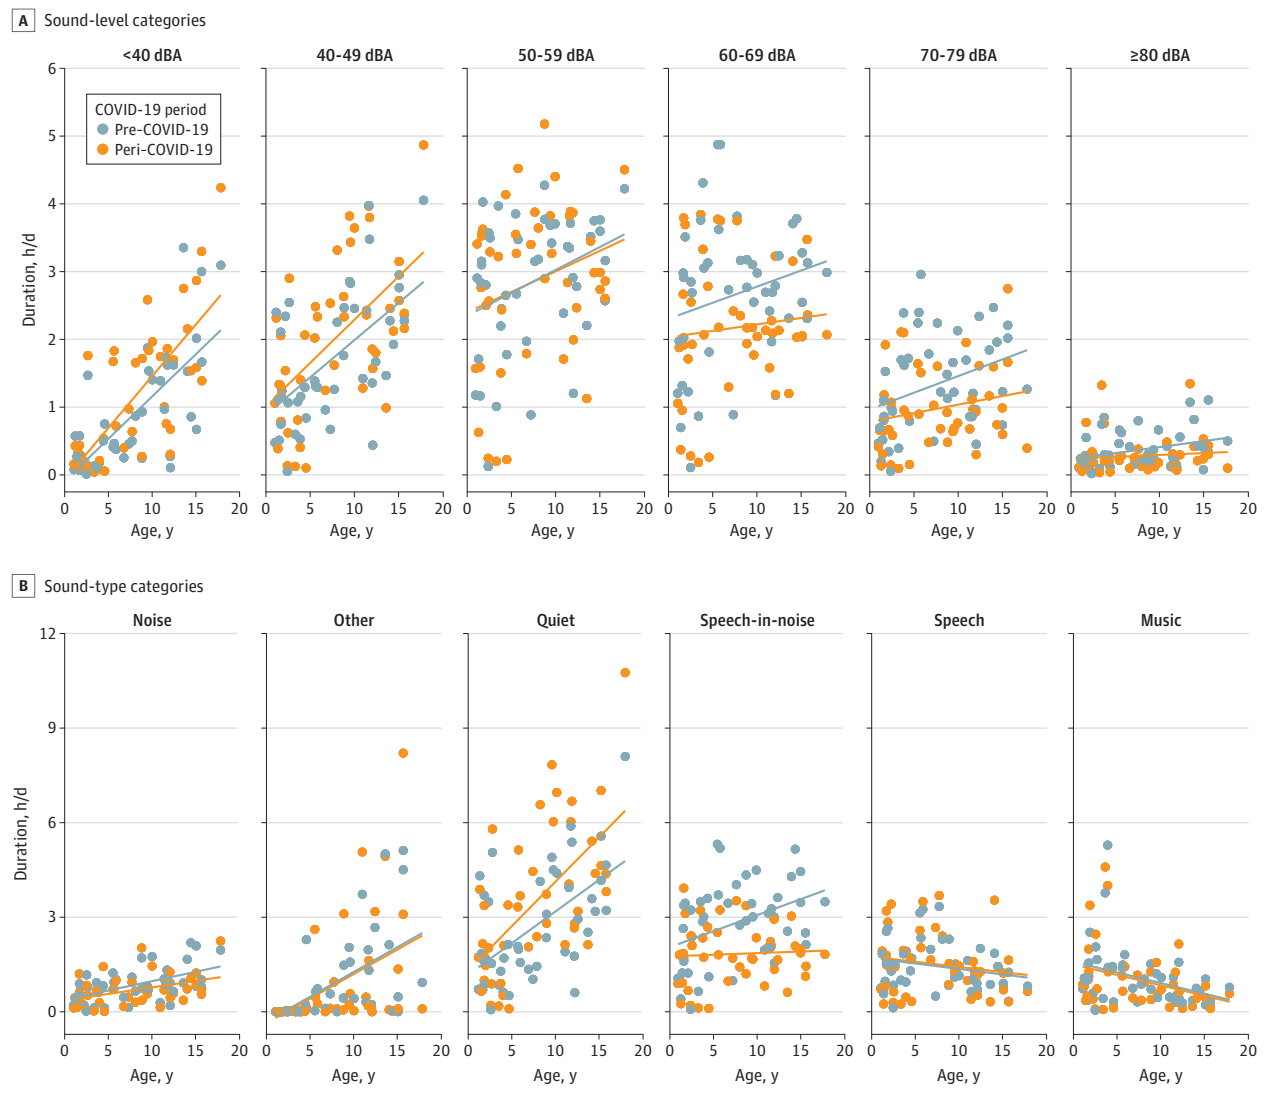 A Sound-level categories
<40 dBA 40-49 dBA 50-59 dBA 60-69 dBA 70-79 dBA ≥80 dBA
6
COVID-19 period
Pre-COVID-19
Peri-COVID-19
5
4
3
2
1
0
Duration, h/d
0 5 10 15 20 0 5 10 15 20 0 5 10 15 20 0 5 10 15 20 0 5 10 15 20 0 5 10 15 20
Age, y Age, y Age, y Age, y Age, y Age, y
B Sound-type categories
Noise Other Quiet Speech-in-noise Speech Music
12
9
6
3
0
Duration, h/d
0 5 10 15 20 0 5 10 15 20 0 5 10 15 20 0 5 10 15 20 0 5 10 15 20 0 5 10 15 20
Age, y Age, y Age, y Age, y Age, y Age, y